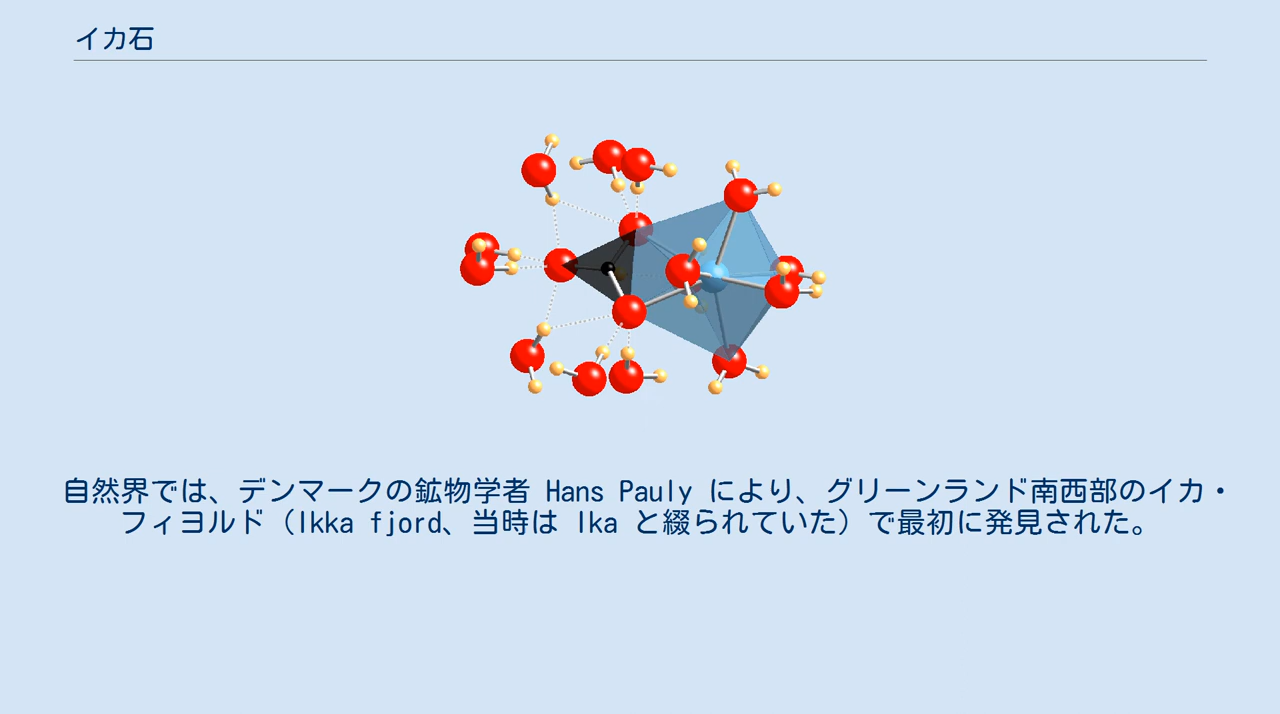 イカ石
自然界では、デンマークの鉱物学者 Hans Pauly により、グリーンランド南西部のイカ・
フィヨルド（Ikka fjord、当時は Ika と綴られていた）で最初に発見された。